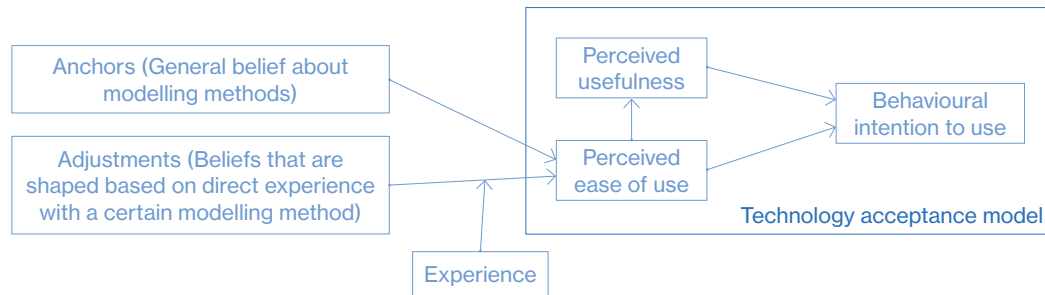 Anchors (General belief about
modelling methods)
Adjustments (Beliefs that are
shaped based on direct experience
with a certain modelling method)
Experience
Perceived
usefulness
Perceived
ease of use
Behavioural
intention to use
Technology acceptance model